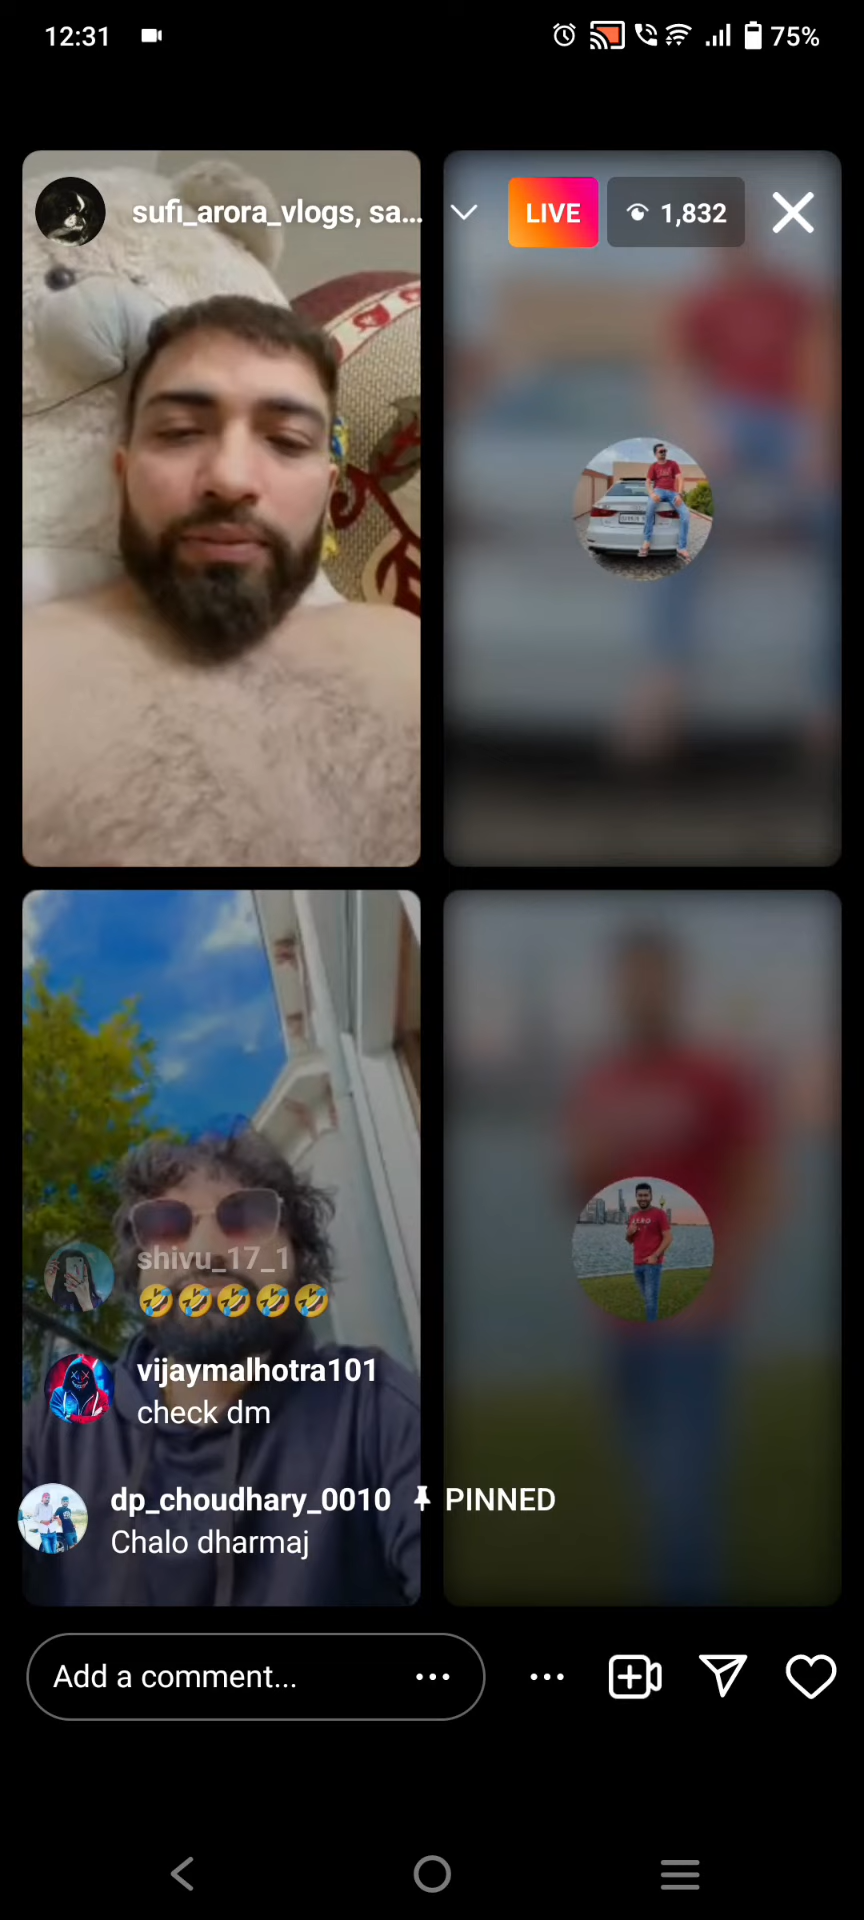 12:31
75%
sufi_arora_vlogs, sa...
LIVE
1,832
shivu_17_1
🤣🤣🤣🤣🤣
vijaymalhotra101
check dm
dp_choudhary_0010 PINNED
Chalo dharmaj
Add a comment...